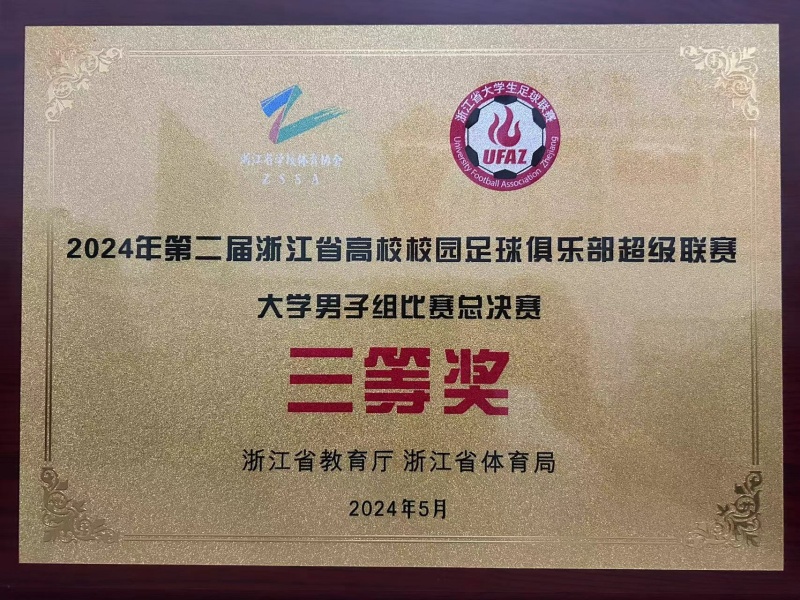 浙江省学校体育协会
ZSSA
浙江省大学生足球联赛
UFAZ
University Football Association Zhejiang
2024年第二届浙江省高校校园足球俱乐部超级联赛
大学男子组比赛总决赛
三等奖
浙江省教育厅 浙江省体育局
2024年5月